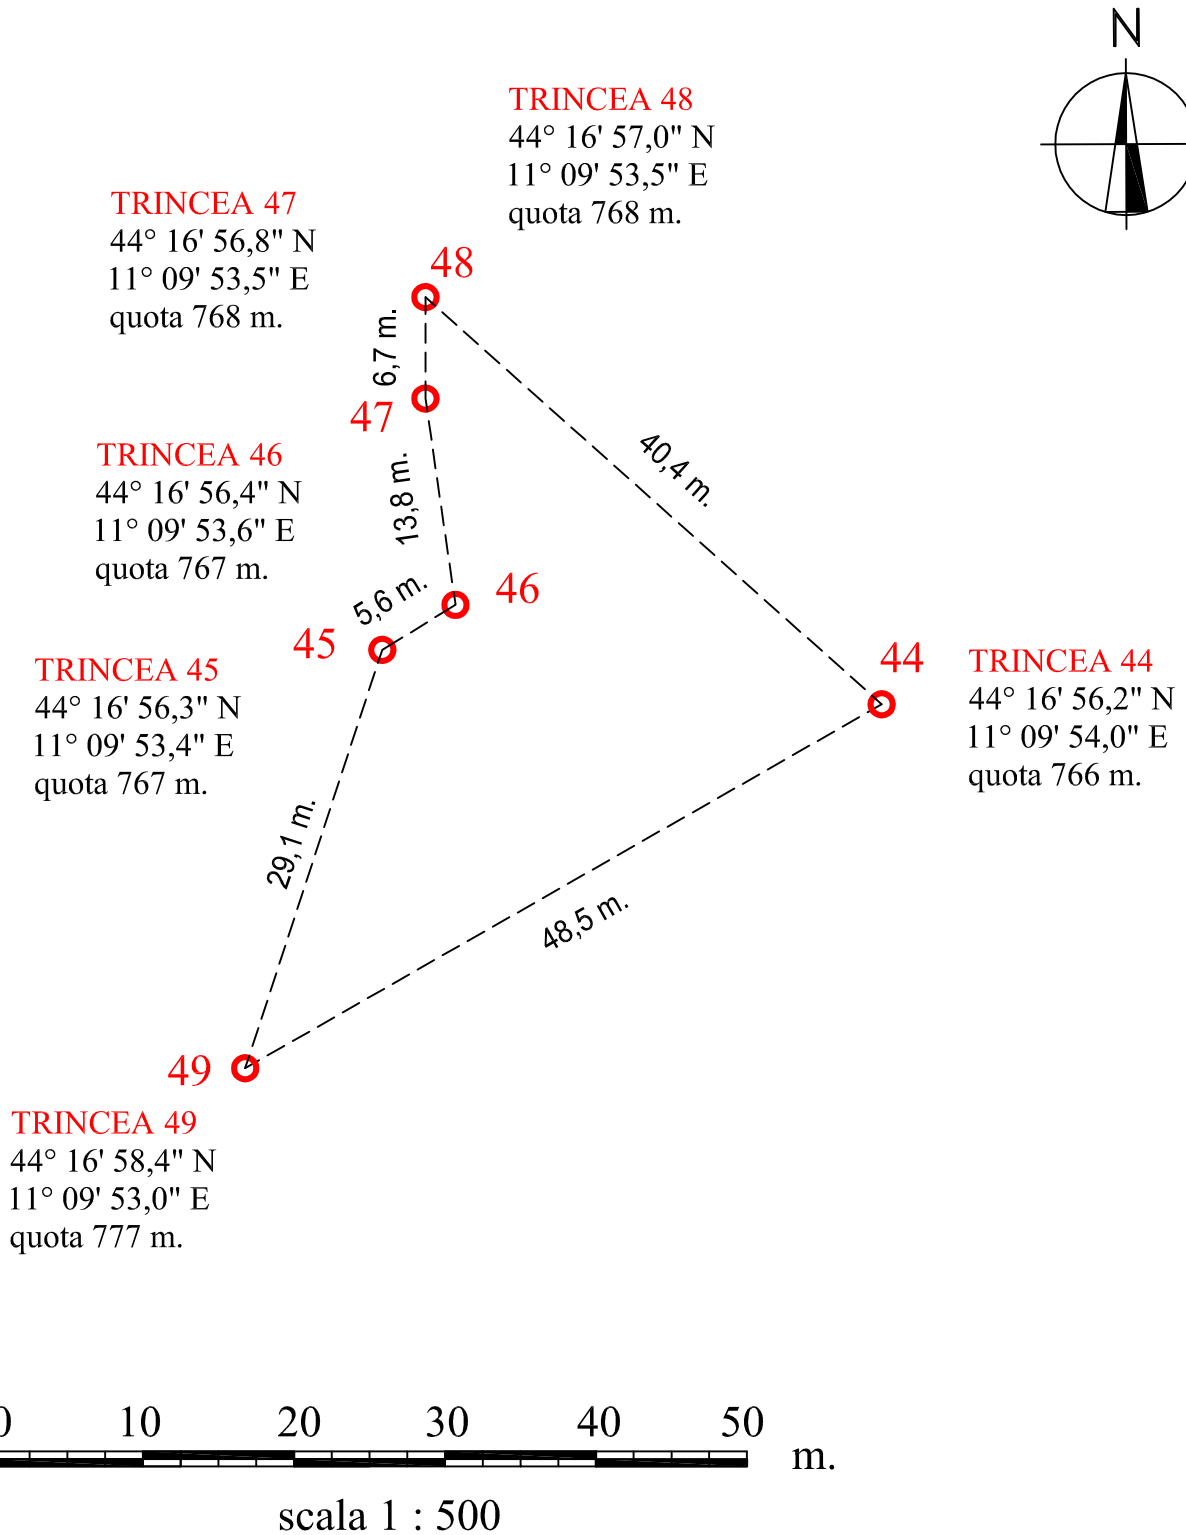 N
TRINCEA 48
44° 16' 57,0" N
11° 09' 53,5" E
quota 768 m.
TRINCEA 47
44° 16' 56,8" N
11° 09' 53,5" E
quota 768 m.
48
6,7 m.
47
40,4 m.
TRINCEA 46
44° 16' 56,4" N
11° 09' 53,6" E
quota 767 m.
13,8 m.
5,6 m.
46
45
44
TRINCEA 45
44° 16' 56,3" N
11° 09' 53,4" E
quota 767 m.
TRINCEA 44
44° 16' 56,2" N
11° 09' 54,0" E
quota 766 m.
29,1 m.
48,5 m.
49
TRINCEA 49
44° 16' 58,4" N
11° 09' 53,0" E
quota 777 m.
0 10 20 30 40 50 m.
scala 1 : 500